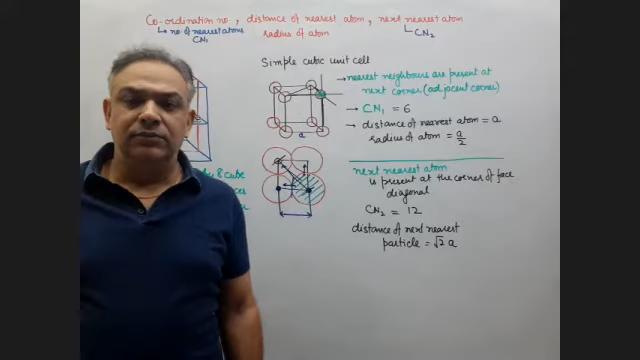 Co-ordination no, distance of nearest atom, next nearest atom
↳ no of nearest atoms
CN₁
radius of atom
↳ CN₂
Simple cubic unit cell
→ nearest neighbours are present at
next corner (adjacent corner)
→ CN₁ = 6
→ distance of nearest atom = a
radius of atom = a/2
a
by 8 cube
next nearest atom
is present at the corner of face
diagonal
CN₂ = 12
distance of next nearest
particle = √2 a